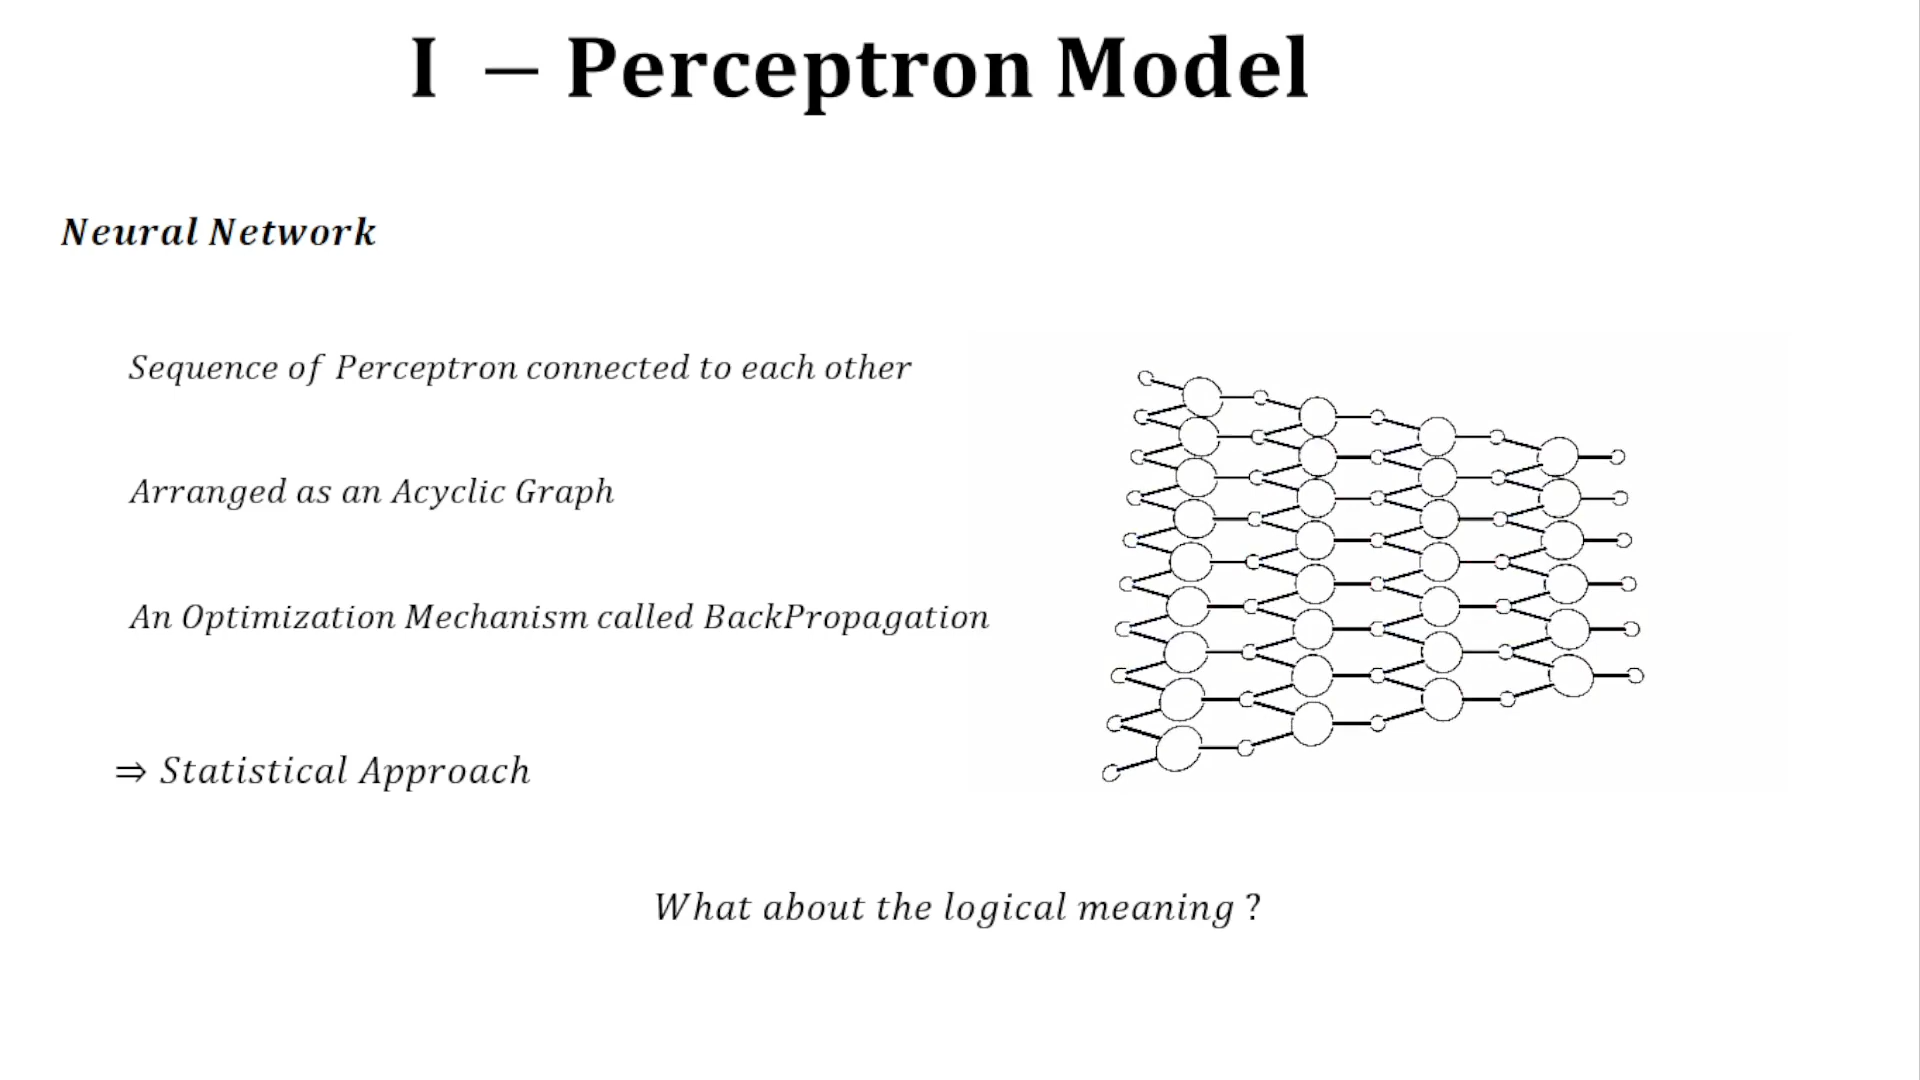 I – Perceptron Model
Neural Network
Sequence of Perceptron connected to each other
Arranged as an Acyclic Graph
An Optimization Mechanism called BackPropagation
⇒ Statistical Approach
What about the logical meaning ?